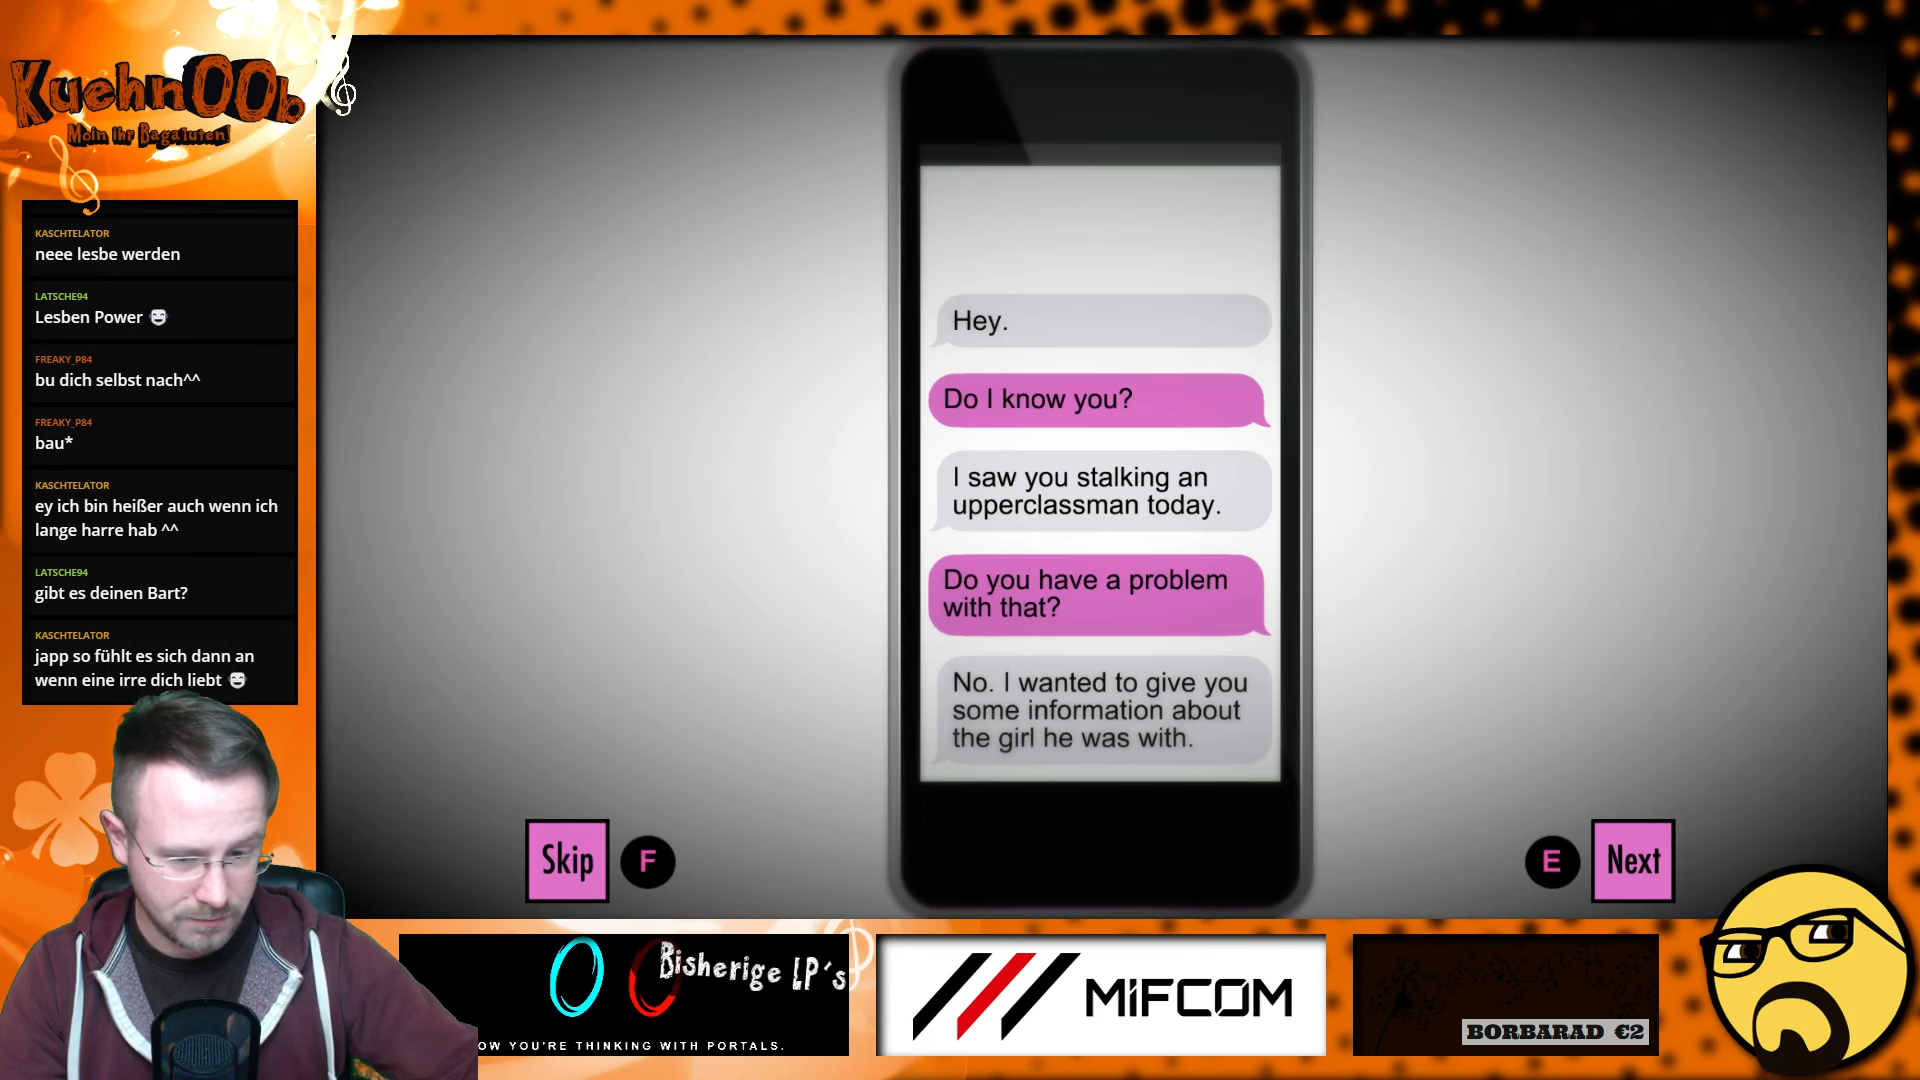 KuehnOOb
Moin ihr Bagaluten!
KASCHTELATOR
neee lesbe werden
LATSCHE94
Lesben Power
FREAKY_P84
bu dich selbst nach^^
FREAKY_P84
bau*
KASCHTELATOR
ey ich bin heißer auch wenn ich
lange harre hab ^^
LATSCHE94
gibt es deinen Bart?
KASCHTELATOR
japp so fühlt es sich dann an
wenn eine irre dich liebt
Hey.
Do I know you?
I saw you stalking an
upperclassman today.
Do you have a problem
with that?
No. I wanted to give you
some information about
the girl he was with.
Skip F
E Next
Bisherige LP's
OW YOU'RE THINKING WITH PORTALS.
MIFCOM
BORBARAD €2